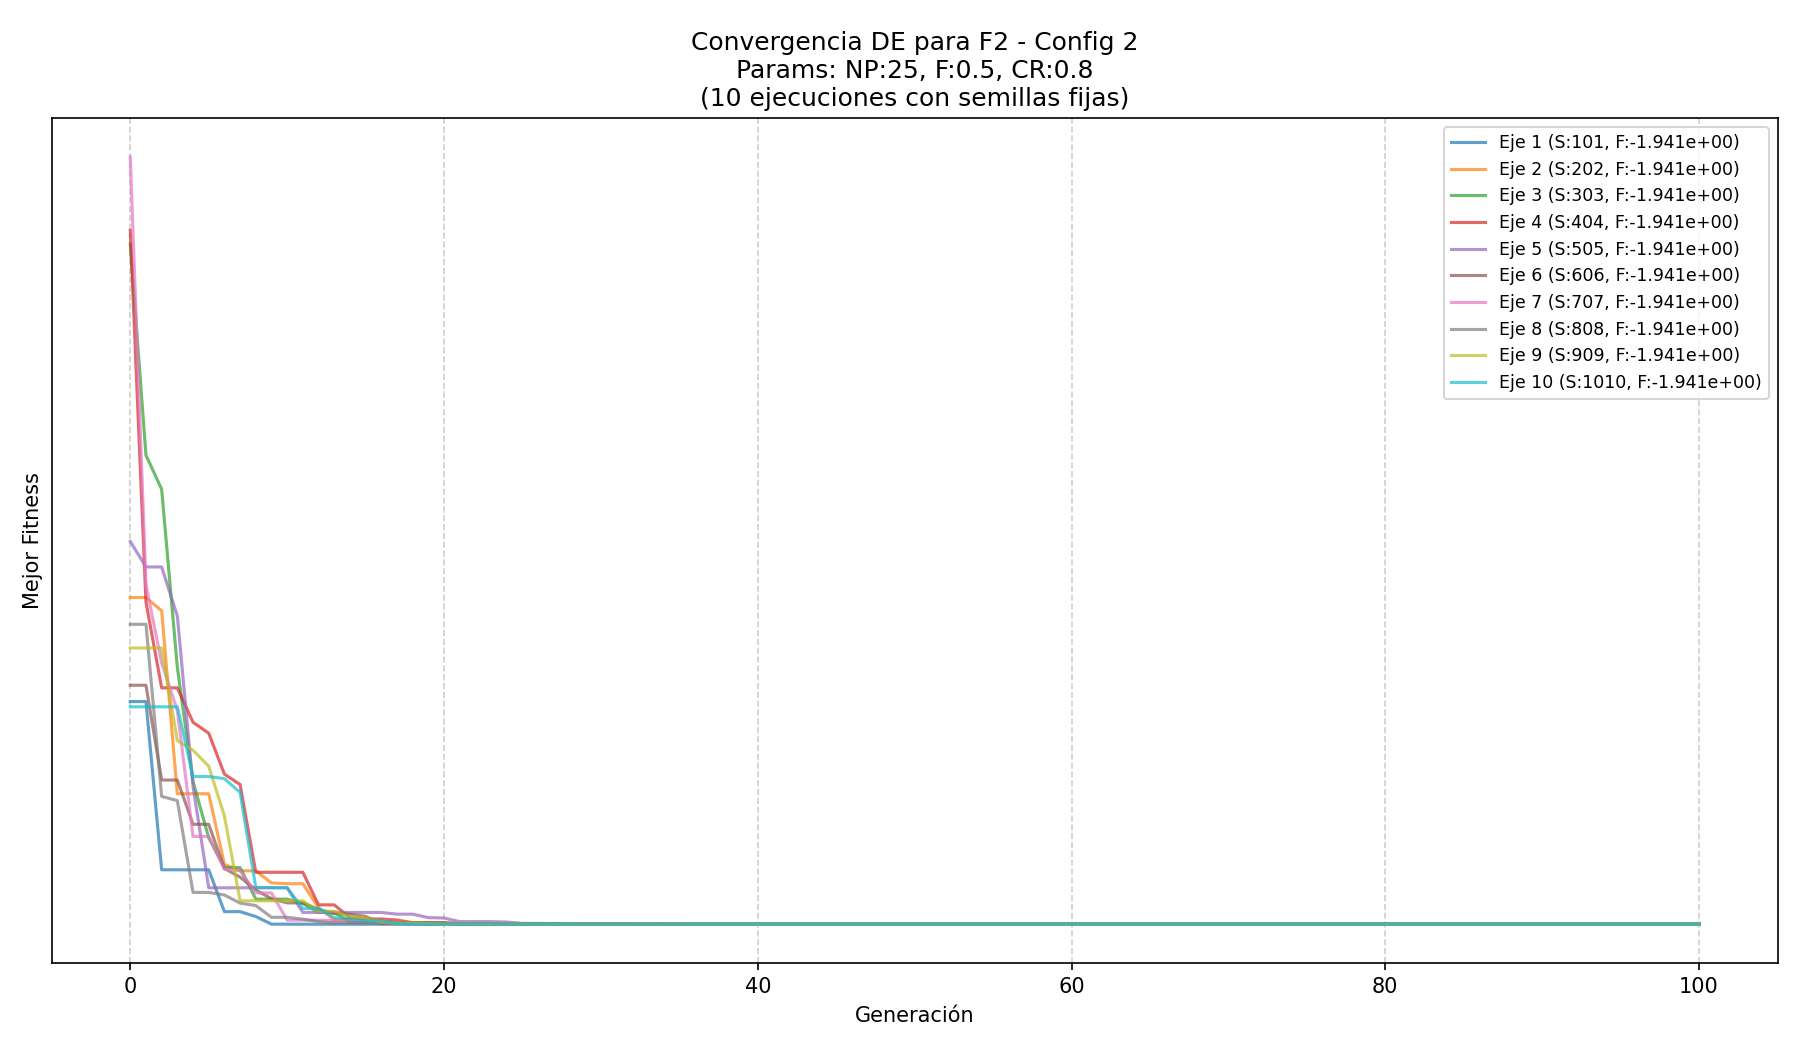 Convergencia DE para F2 - Config 2
Params: NP:25, F:0.5, CR:0.8
(10 ejecuciones con semillas fijas)
Eje 1 (S:101, F:-1.941e+00)
Eje 2 (S:202, F:-1.941e+00)
Eje 3 (S:303, F:-1.941e+00)
Eje 4 (S:404, F:-1.941e+00)
Eje 5 (S:505, F:-1.941e+00)
Eje 6 (S:606, F:-1.941e+00)
Eje 7 (S:707, F:-1.941e+00)
Eje 8 (S:808, F:-1.941e+00)
Eje 9 (S:909, F:-1.941e+00)
Eje 10 (S:1010, F:-1.941e+00)
Mejor Fitness
0 20 40 60 80 100
Generación